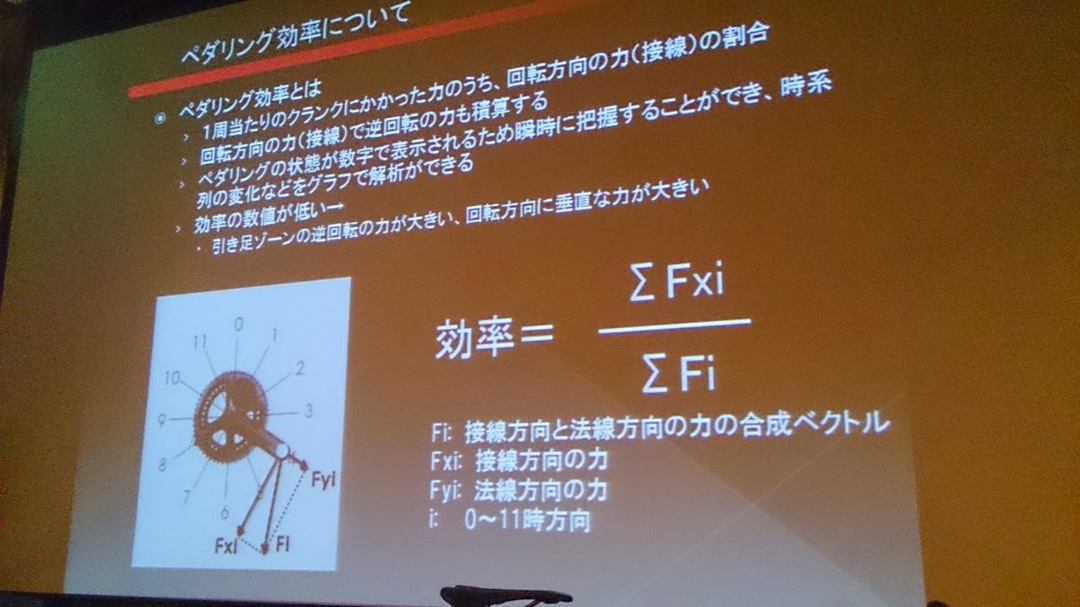 ペダリング効率について
◉ ペダリング効率とは
› 1周当たりのクランクにかかった力のうち、回転方向の力(接線)の割合
› 回転方向の力(接線)で逆回転の力も積算する
› ペダリングの状態が数字で表示されるため瞬時に把握することができ、時系
列の変化などをグラフで解析ができる
› 効率の数値が低い→
・ 引き足ゾーンの逆回転の力が大きい、回転方向に垂直な力が大きい
効率= ΣFxi
ΣFi
Fi: 接線方向と法線方向の力の合成ベクトル
Fxi: 接線方向の力
Fyi: 法線方向の力
i: 0～11時方向
0
11 1
10 2
9 3
8
7
6
Fyi
Fxi Fi